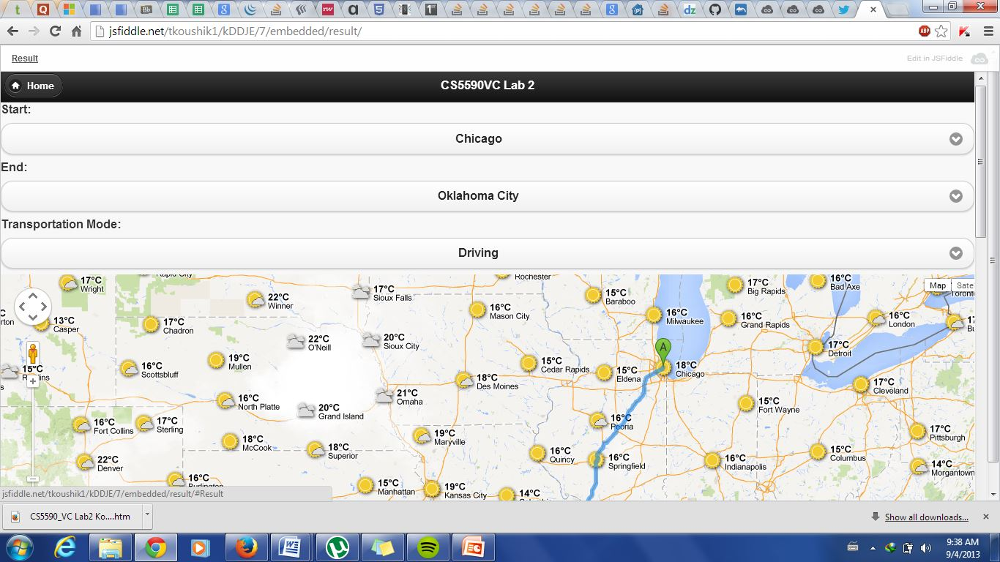 jsfiddle.net/tkoushik1/kDDJE/7/embedded/result/
ABP
Result
Edit in JSFiddle
Home
CS5590VC Lab 2
Start:
Chicago
End:
Oklahoma City
Transportation Mode:
Driving
Rapid City
Rochester
Map
Sate
17°C
Wright
22°C
Winner
17°C
Sioux Falls
15°C
Baraboo
17°C
Big Rapids
16°C
Bad Axe
Toront
13°C
Casper
17°C
Chadron
16°C
Mason City
16°C
Milwaukee
16°C
Grand Rapids
16°C
London
22°C
O'Neill
20°C
Sioux City
A
17°C
Detroit
15°C
16°C
Scottsbluff
19°C
Mullen
15°C
Cedar Rapids
15°C
Eldena
18°C
Chicago
18°C
Des Moines
17°C
Cleveland
16°C
North Platte
20°C
Grand Island
21°C
Omaha
15°C
Fort Wayne
16°C
Fort Collins
17°C
Sterling
16°C
Peoria
17°C
Pittsburgh
18°C
McCook
18°C
Superior
19°C
Maryville
16°C
Quincy
16°C
Springfield
16°C
Indianapolis
15°C
Columbus
14°C
Morgantown
22°C
Denver
16°C
Burlington
15°C
Manhattan
19°C
Kansas City
14°C
jsfiddle.net/tkoushik1/kDDJE/7/embedded/result/#Result
CS5590_VC Lab2 Ko....htm
Show all downloads...
9:38 AM
9/4/2013